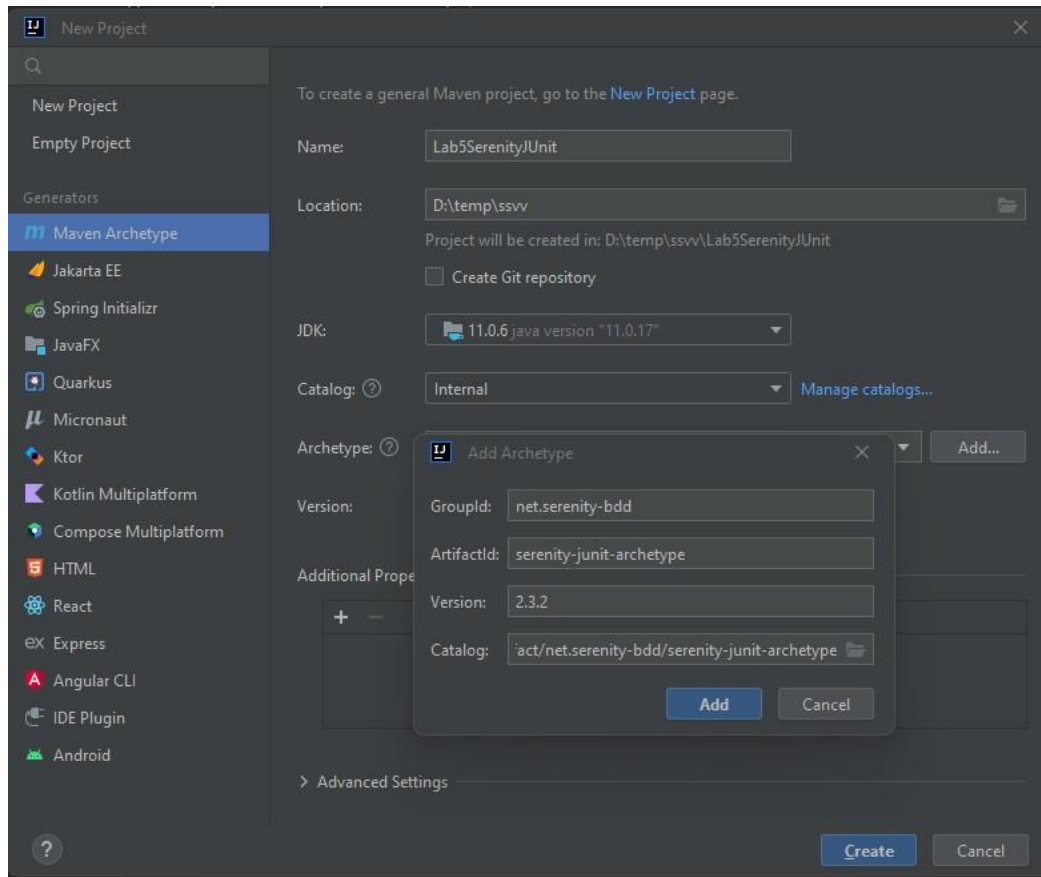 New Project
New Project
Empty Project
Generators
Maven Archetype
Jakarta EE
Spring Initializr
JavaFX
Quarkus
Micronaut
Ktor
Kotlin Multiplatform
Compose Multiplatform
HTML
React
ex Express
Angular CLI
IDE Plugin
Android
To create a general Maven project, go to the New Project page.
Name: Lab5SerenityJUnit
Location: D:\temp\ssvv
Project will be created in: D:\temp\ssvv\Lab5SerenityJUnit
Create Git repository
JDK: 11.0.6 java version "11.0.17"
Catalog: ? Internal Manage catalogs...
Archetype: ? Add...
Version:
Additional Prope
Add Archetype
GroupId: net.serenity-bdd
ArtifactId: serenity-junit-archetype
Version: 2.3.2
Catalog: act/net.serenity-bdd/serenity-junit-archetype
Add Cancel
Advanced Settings
? Create Cancel